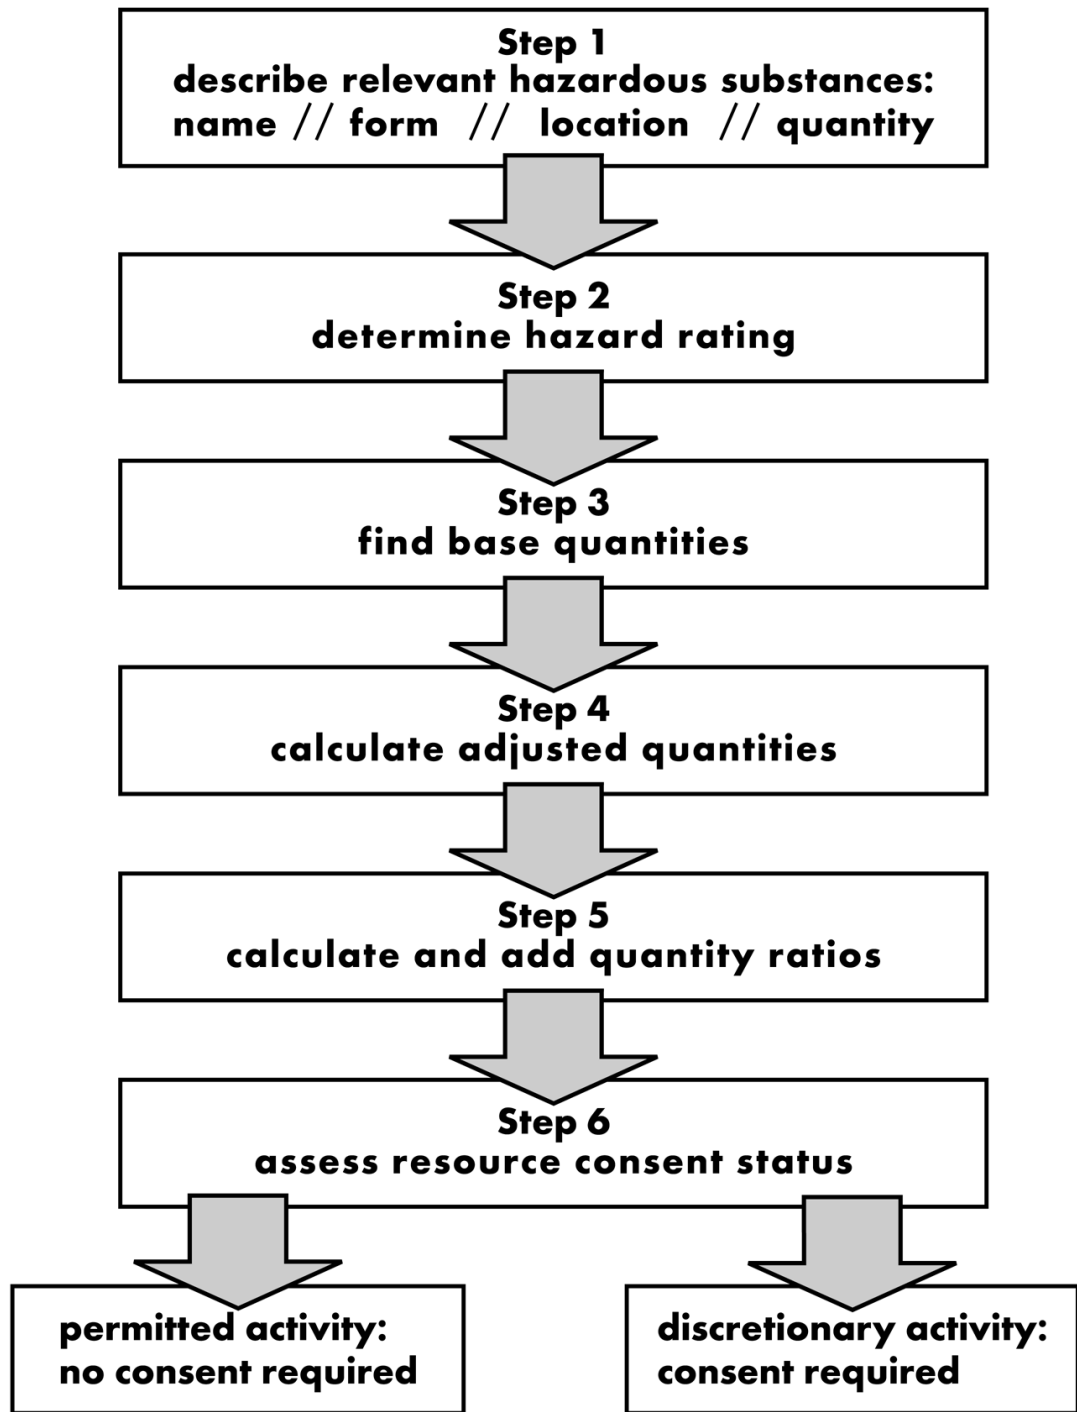 Step 1
describe relevant hazardous substances:
name // form // location // quantity
Step 2
determine hazard rating
Step 3
find base quantities
Step 4
calculate adjusted quantities
Step 5
calculate and add quantity ratios
Step 6
assess resource consent status
permitted activity:
no consent required
discretionary activity:
consent required